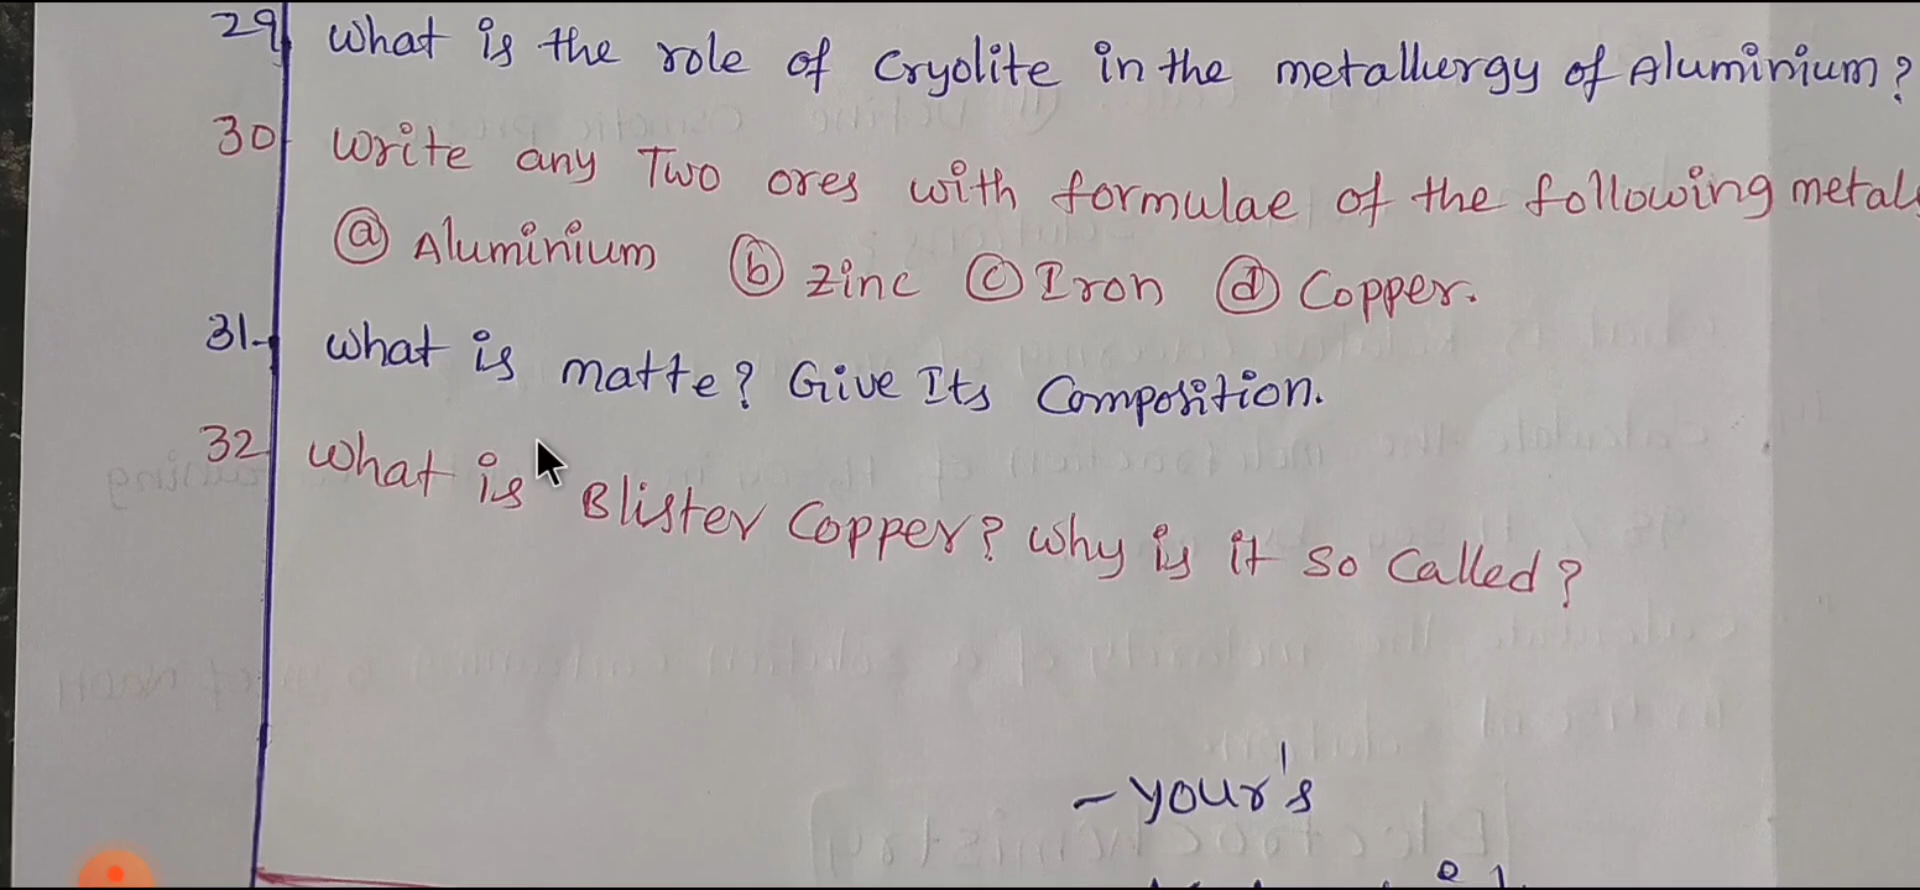 29. What is the role of Cryolite in the metallurgy of Aluminium?
30. Write any Two ores with formulae of the following metals
(a) Aluminium (b) zinc (c) Iron (d) Copper.
31. What is matte? Give Its Composition.
32. What is Blister Copper? Why is it so Called?
- Your's